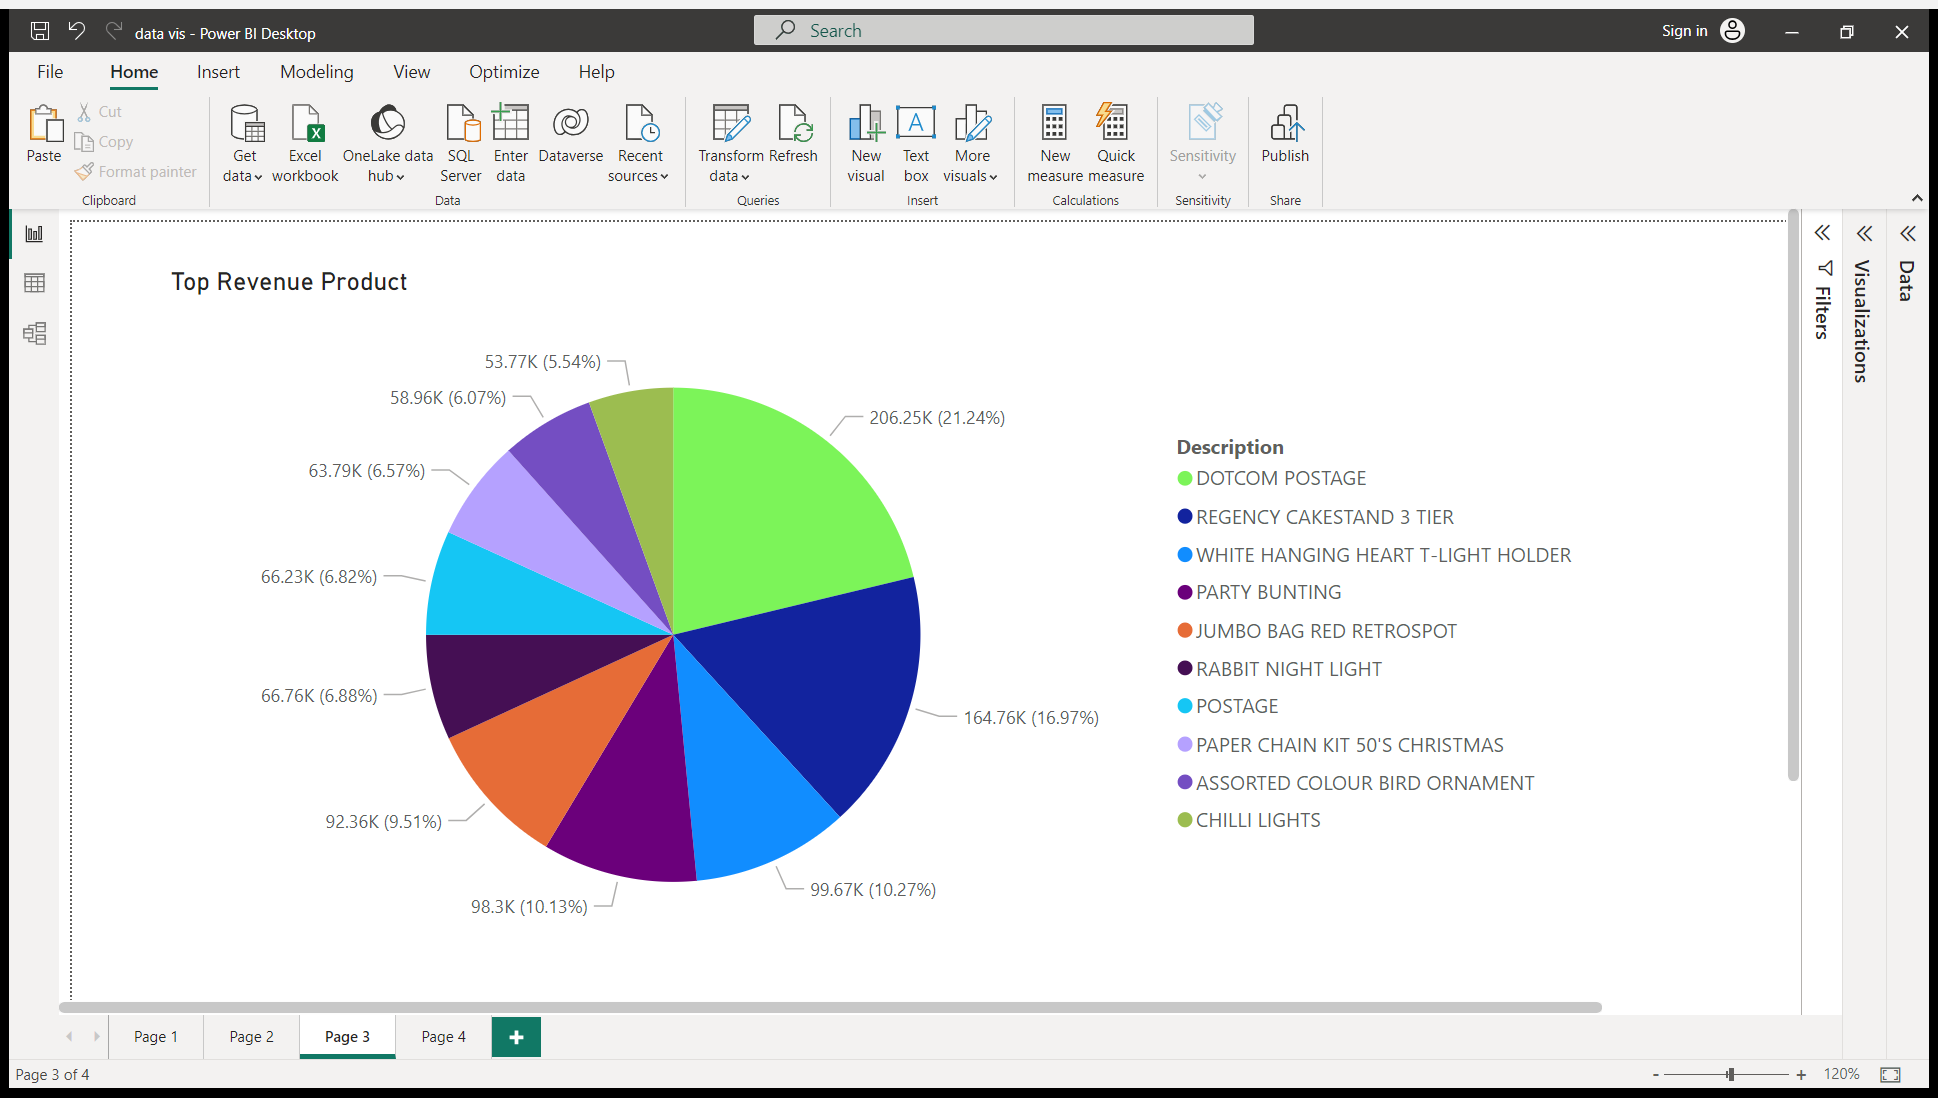 data vis - Power BI Desktop
Search
Sign in
File
Home
Insert
Modeling
View
Optimize
Help
Paste
Cut
Copy
Format painter
Clipboard
Get
data
Excel
workbook
OneLake data
hub
SQL
Server
Enter
data
Dataverse
Recent
sources
Data
Transform
data
Refresh
Queries
New
visual
A
Text
box
More
visuals
Insert
New
measure
Quick
measure
Calculations
Sensitivity
Sensitivity
Publish
Share
Top Revenue Product
53.77K (5.54%)
58.96K (6.07%)
206.25K (21.24%)
63.79K (6.57%)
66.23K (6.82%)
66.76K (6.88%)
164.76K (16.97%)
92.36K (9.51%)
99.67K (10.27%)
98.3K (10.13%)
Description
DOTCOM POSTAGE
REGENCY CAKESTAND 3 TIER
WHITE HANGING HEART T-LIGHT HOLDER
PARTY BUNTING
JUMBO BAG RED RETROSPOT
RABBIT NIGHT LIGHT
POSTAGE
PAPER CHAIN KIT 50'S CHRISTMAS
ASSORTED COLOUR BIRD ORNAMENT
CHILLI LIGHTS
Filters
Visualizations
Data
Page 1
Page 2
Page 3
Page 4
Page 3 of 4
- + 120%